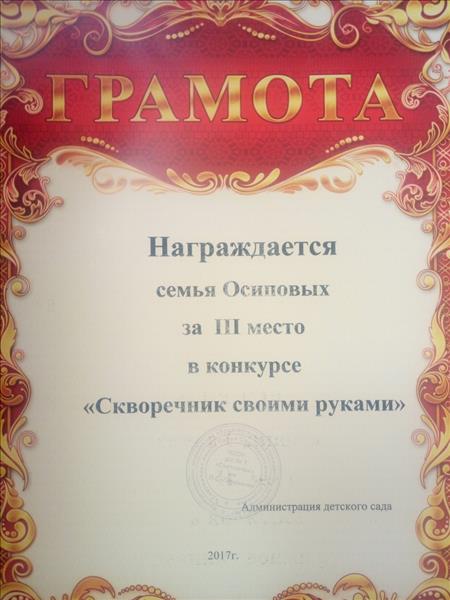 ГРАМОТА
Награждается
семья Осиповых
за III место
в конкурсе
«Скворечник своими руками»
Администрация детского сада
2017г.